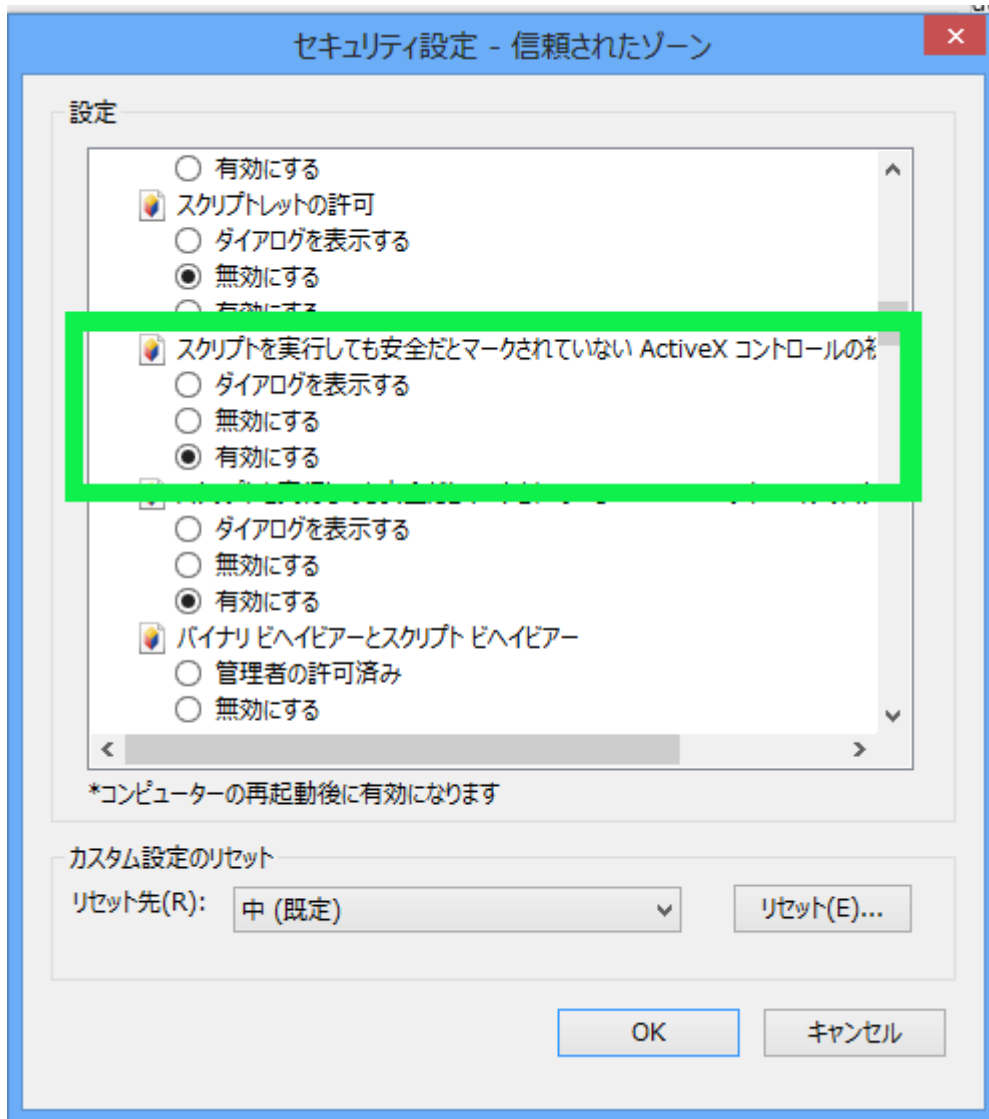 セキュリティ設定 - 信頼されたゾーン
設定
有効にする
スクリプトレットの許可
ダイアログを表示する
無効にする
有効にする
スクリプトを実行しても安全だとマークされていない ActiveX コントロールの初
ダイアログを表示する
無効にする
有効にする
ダイアログを表示する
無効にする
有効にする
バイナリ ビヘイビアーとスクリプト ビヘイビアー
管理者の許可済み
無効にする
*コンピューターの再起動後に有効になります
カスタム設定のリセット
リセット先(R):
中 (既定)
リセット(E)...
OK
キャンセル